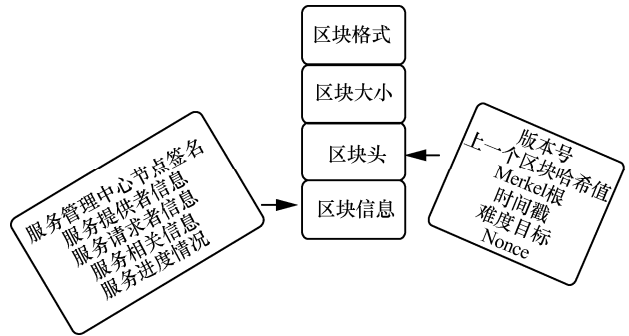 区块格式
区块大小
区块头
区块信息
服务管理中心节点签名
服务提供者信息
服务请求者信息
服务相关信息
服务进度情况
版本号
上一个区块哈希值
Merkel根
时间戳
难度目标
Nonce